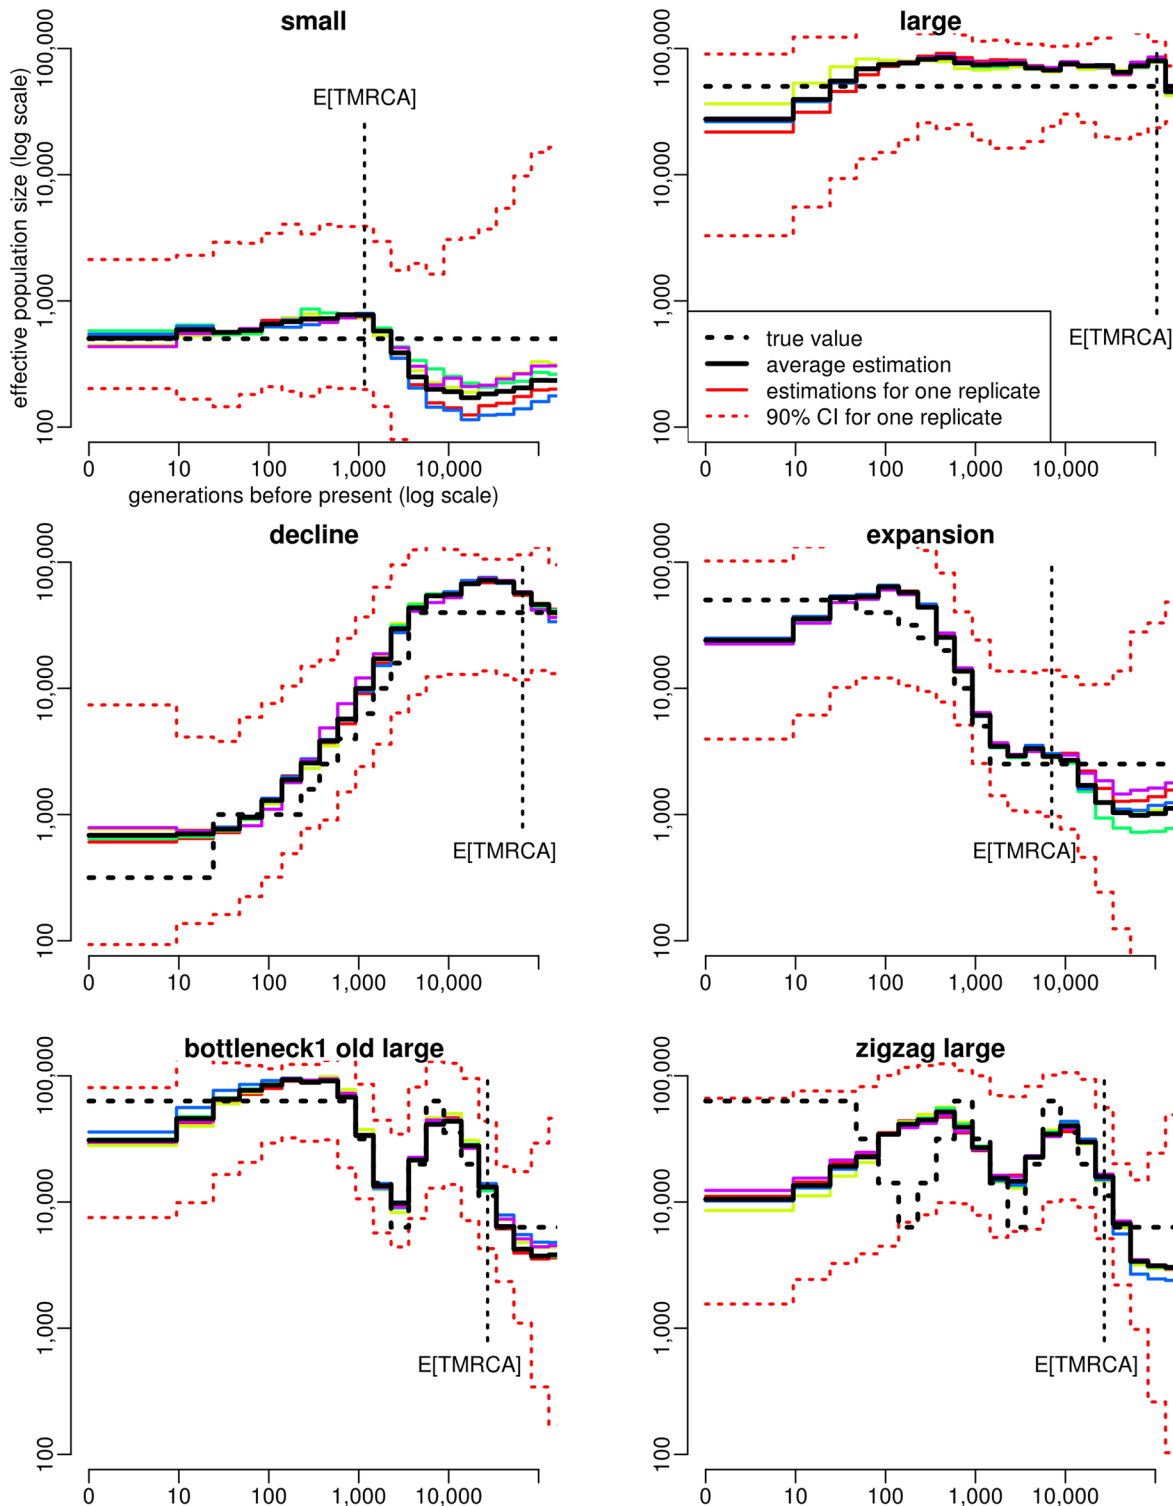 small
effective population size (log scale)
100,000
10,000
1,000
100
E[TMRCA]
0 10 100 1,000 10,000
generations before present (log scale)
large
100,000
10,000
1,000
100
E[TMRCA]
true value
average estimation
estimations for one replicate
90% CI for one replicate
0 10 100 1,000 10,000
decline
100,000
10,000
1,000
100
E[TMRCA]
0 10 100 1,000 10,000
expansion
100,000
10,000
1,000
100
E[TMRCA]
0 10 100 1,000 10,000
bottleneck1 old large
100,000
10,000
1,000
100
E[TMRCA]
0 10 100 1,000 10,000
zigzag large
100,000
10,000
1,000
100
E[TMRCA]
0 10 100 1,000 10,000